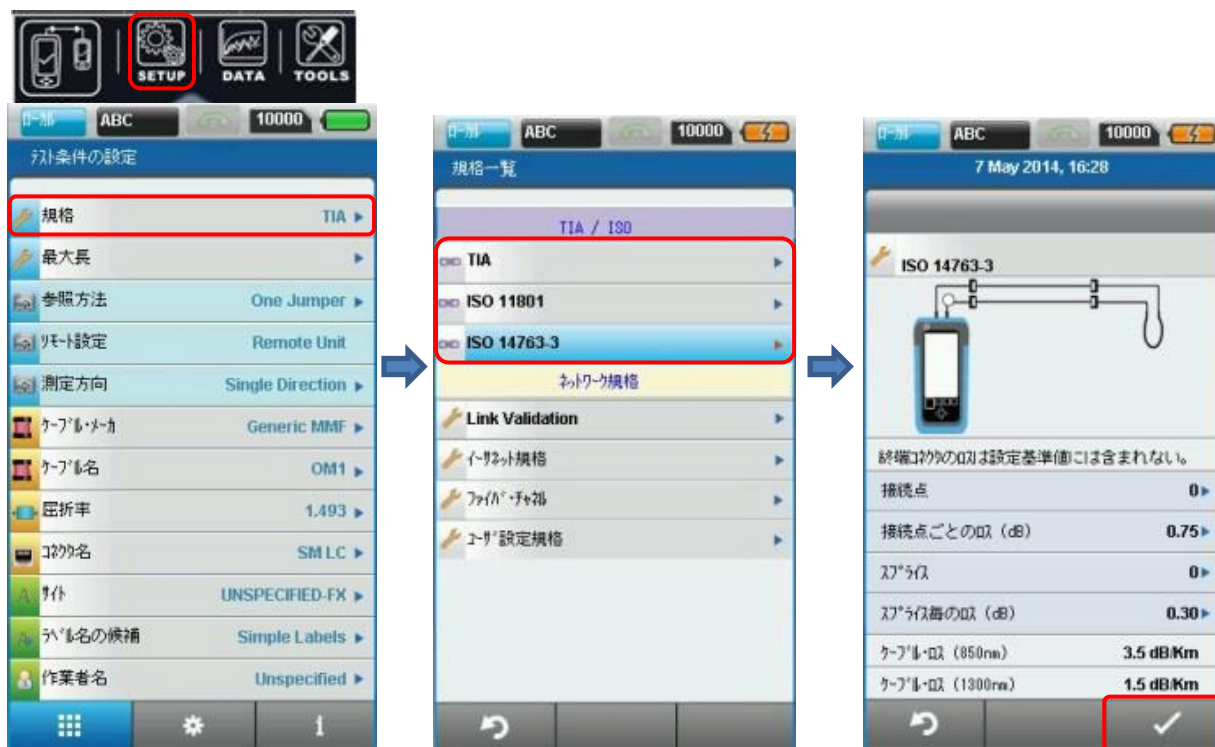 SETUP
DATA
TOOLS
ﾛｰｶﾙ ABC 10000
ﾃｽﾄ条件の設定
規格 TIA
最大長
参照方法 One Jumper
ﾘﾓｰﾄ設定 Remote Unit
測定方向 Single Direction
ｹｰﾌﾞﾙ･ﾒｰｶ Generic MMF
ｹｰﾌﾞﾙ名 OM1
屈折率 1.493
ｺﾈｸﾀ名 SM LC
ｻｲﾄ UNSPECIFIED-FX
ﾗﾍﾞﾙ名の候補 Simple Labels
作業者名 Unspecified
ﾛｰｶﾙ ABC 10000
規格一覧
TIA / ISO
TIA
ISO 11801
ISO 14763-3
ﾈｯﾄﾜｰｸ規格
Link Validation
ｲｰｻﾈｯﾄ規格
ﾌｧｲﾊﾞ･ﾁｬﾈﾙ
ﾕｰｻﾞ設定規格
ﾛｰｶﾙ ABC 10000
7 May 2014, 16:28
ISO 14763-3
終端ｺﾈｸﾀのﾛｽは設定基準値には含まれない。
接続点 0
接続点ごとのﾛｽ (dB) 0.75
ｽﾌﾟﾗｲｽ 0
ｽﾌﾟﾗｲｽ毎のﾛｽ (dB) 0.30
ｹｰﾌﾞﾙ･ﾛｽ (850nm) 3.5 dB/Km
ｹｰﾌﾞﾙ･ﾛｽ (1300nm) 1.5 dB/Km